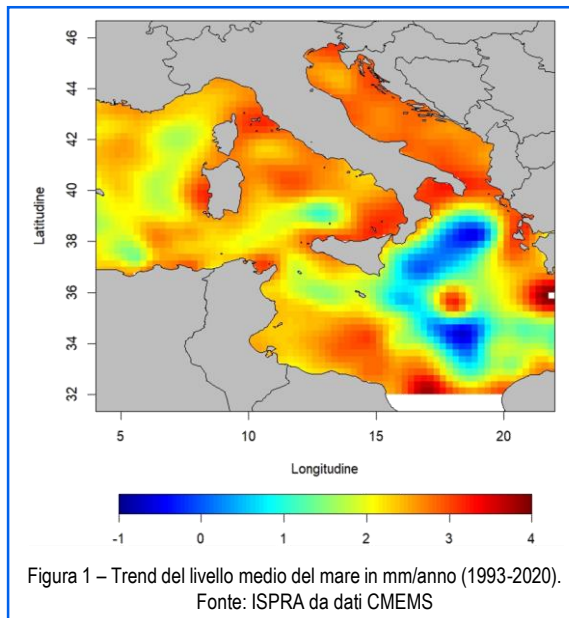 46
44
42
40
38
36
34
32
Latitudine
5 10 15 20
Longitudine
-1 0 1 2 3 4
Figura 1 – Trend del livello medio del mare in mm/anno (1993-2020).
Fonte: ISPRA da dati CMEMS